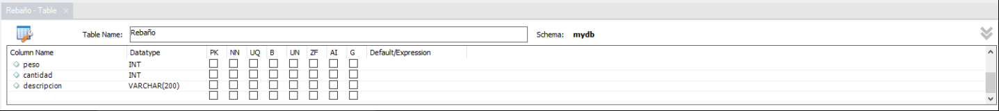 Rebaño - Table ×
Table Name: Rebaño Schema: mydb
Column Name Datatype PK NN UQ B UN ZF AI G Default/Expression
peso INT
cantidad INT
descripcion VARCHAR(200)